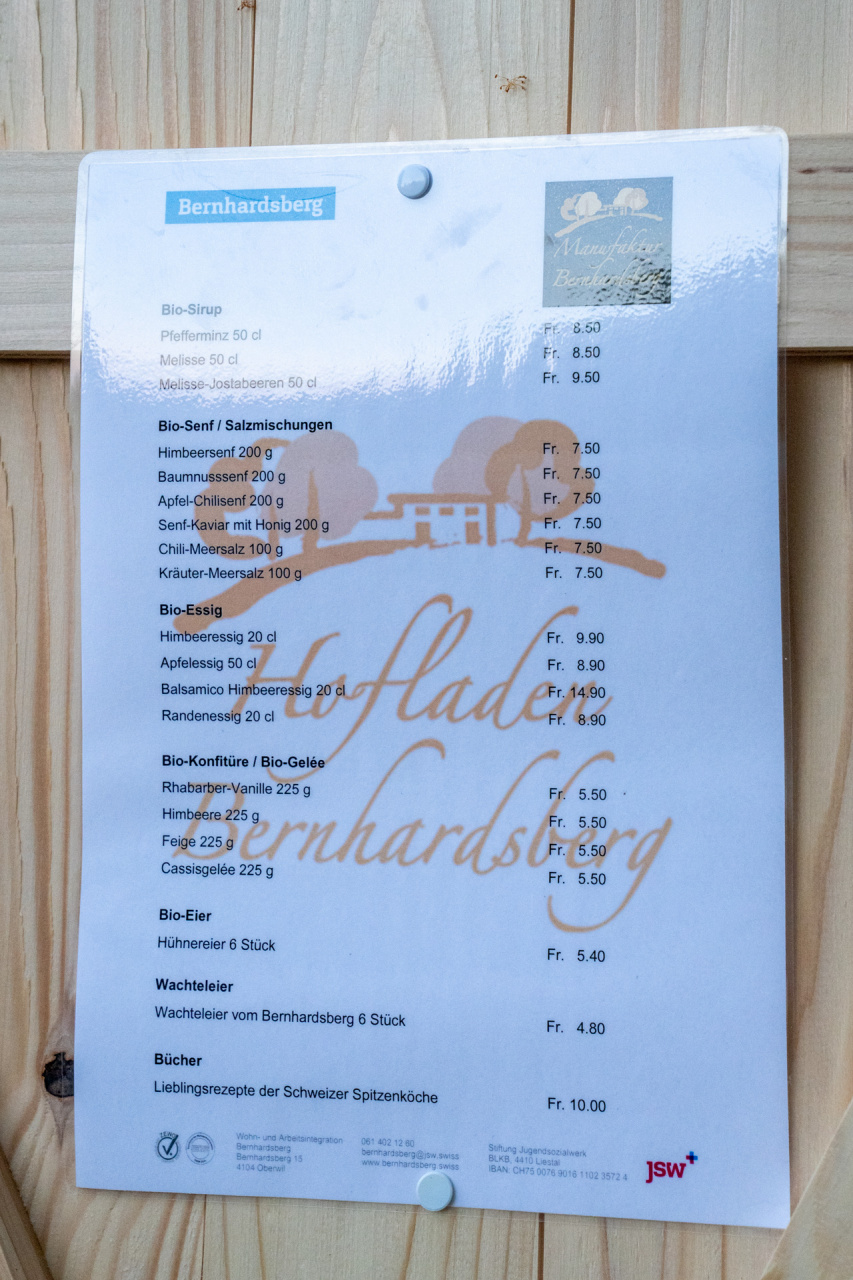 Bernhardsberg
Manufaktur
Bernhardsberg
Bio-Sirup
Pfefferminz 50 cl Fr. 8.50
Melisse 50 cl Fr. 8.50
Melisse-Jostabeeren 50 cl Fr. 9.50
Bio-Senf / Salzmischungen
Himbeersenf 200 g Fr. 7.50
Baumnusssenf 200 g Fr. 7.50
Apfel-Chilisenf 200 g Fr. 7.50
Senf-Kaviar mit Honig 200 g Fr. 7.50
Chili-Meersalz 100 g Fr. 7.50
Kräuter-Meersalz 100 g Fr. 7.50
Bio-Essig
Himbeeressig 20 cl Fr. 9.90
Apfelessig 50 cl Fr. 8.90
Balsamico Himbeeressig 20 cl Fr. 14.90
Randenessig 20 cl Fr. 8.90
Hofladen
Bernhardsberg
Bio-Konfitüre / Bio-Gelée
Rhabarber-Vanille 225 g Fr. 5.50
Himbeere 225 g Fr. 5.50
Feige 225 g Fr. 5.50
Cassisgelée 225 g Fr. 5.50
Bio-Eier
Hühnereier 6 Stück Fr. 5.40
Wachteleier
Wachteleier vom Bernhardsberg 6 Stück Fr. 4.80
Bücher
Lieblingsrezepte der Schweizer Spitzenköche Fr. 10.00
Wohn- und Arbeitsintegration
Bernhardsberg
Bernhardsberg 15
4104 Oberwil
061 402 12 60
bernhardsberg@jsw.swiss
www.bernhardsberg.swiss
Stiftung Jugendsozialwerk
BLKB, 4410 Liestal
IBAN: CH75 0076 9016 1102 3572 4
jsw+